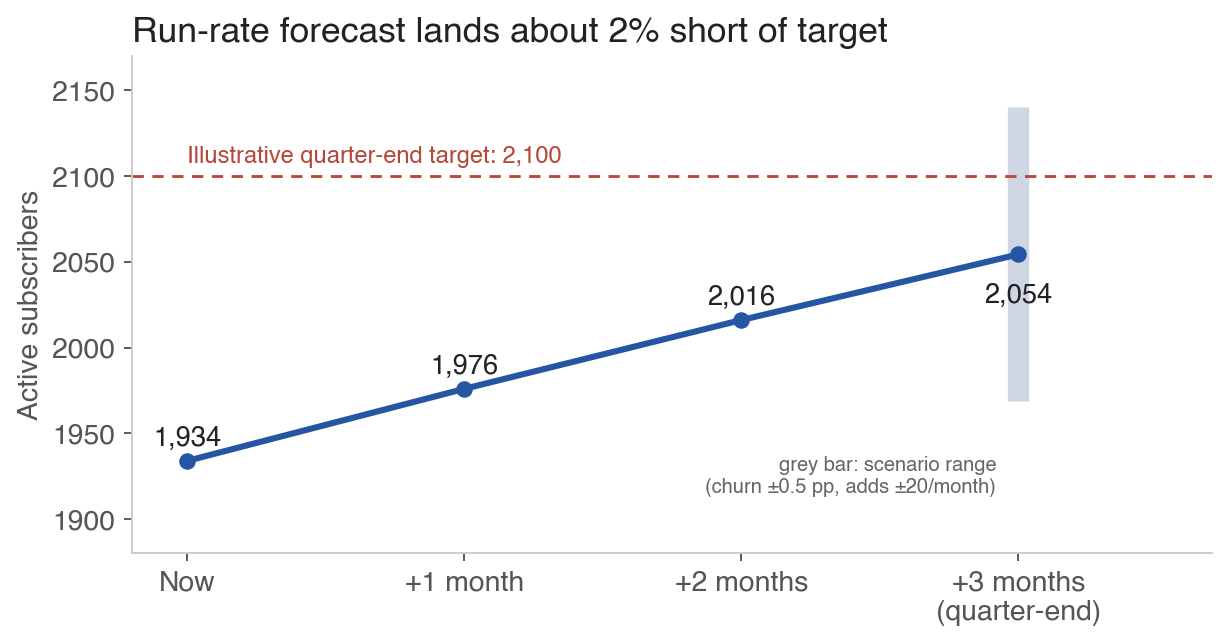 Run-rate forecast lands about 2% short of target
2150
2100
2050
2000
1950
1900
Active subscribers
Illustrative quarter-end target: 2,100
1,934
1,976
2,016
2,054
grey bar: scenario range
(churn ±0.5 pp, adds ±20/month)
Now
+1 month
+2 months
+3 months
(quarter-end)